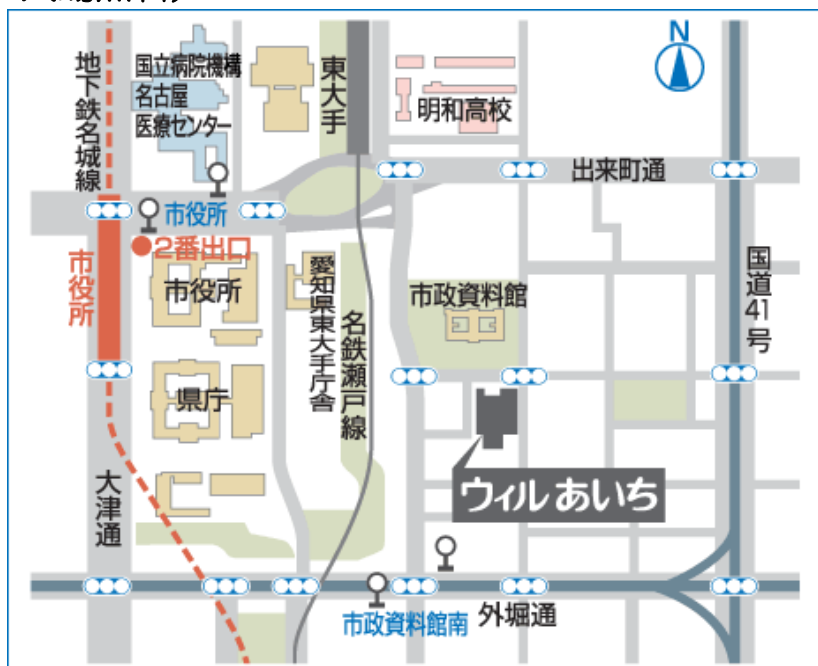 N
地下鉄名城線
国立病院機構
名古屋
医療センター
東大手
明和高校
出来町通
市役所
2番出口
市役所
市役所
愛知県東大手庁舎
名鉄瀬戸線
市政資料館
国道41号
県庁
大津通
ウィルあいち
市政資料館南
外堀通